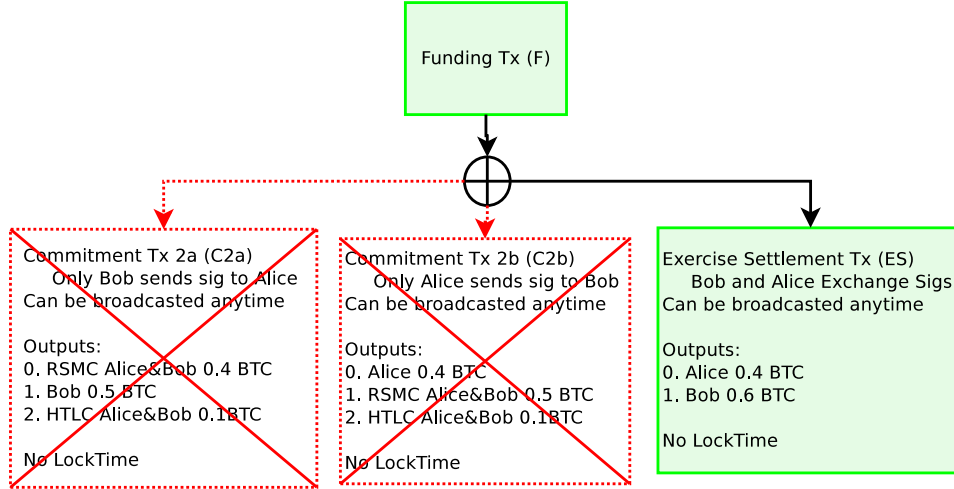 Funding Tx (F)
Commitment Tx 2a (C2a)
Only Bob sends sig to Alice
Can be broadcasted anytime
Outputs:
0. RSMC Alice&Bob 0.4 BTC
1. Bob 0.5 BTC
2. HTLC Alice&Bob 0.1BTC
No LockTime
Commitment Tx 2b (C2b)
Only Alice sends sig to Bob
Can be broadcasted anytime
Outputs:
0. Alice 0.4 BTC
1. RSMC Alice&Bob 0.5 BTC
2. HTLC Alice&Bob 0.1BTC
No LockTime
Exercise Settlement Tx (ES)
Bob and Alice Exchange Sigs
Can be broadcasted anytime
Outputs:
0. Alice 0.4 BTC
1. Bob 0.6 BTC
No LockTime